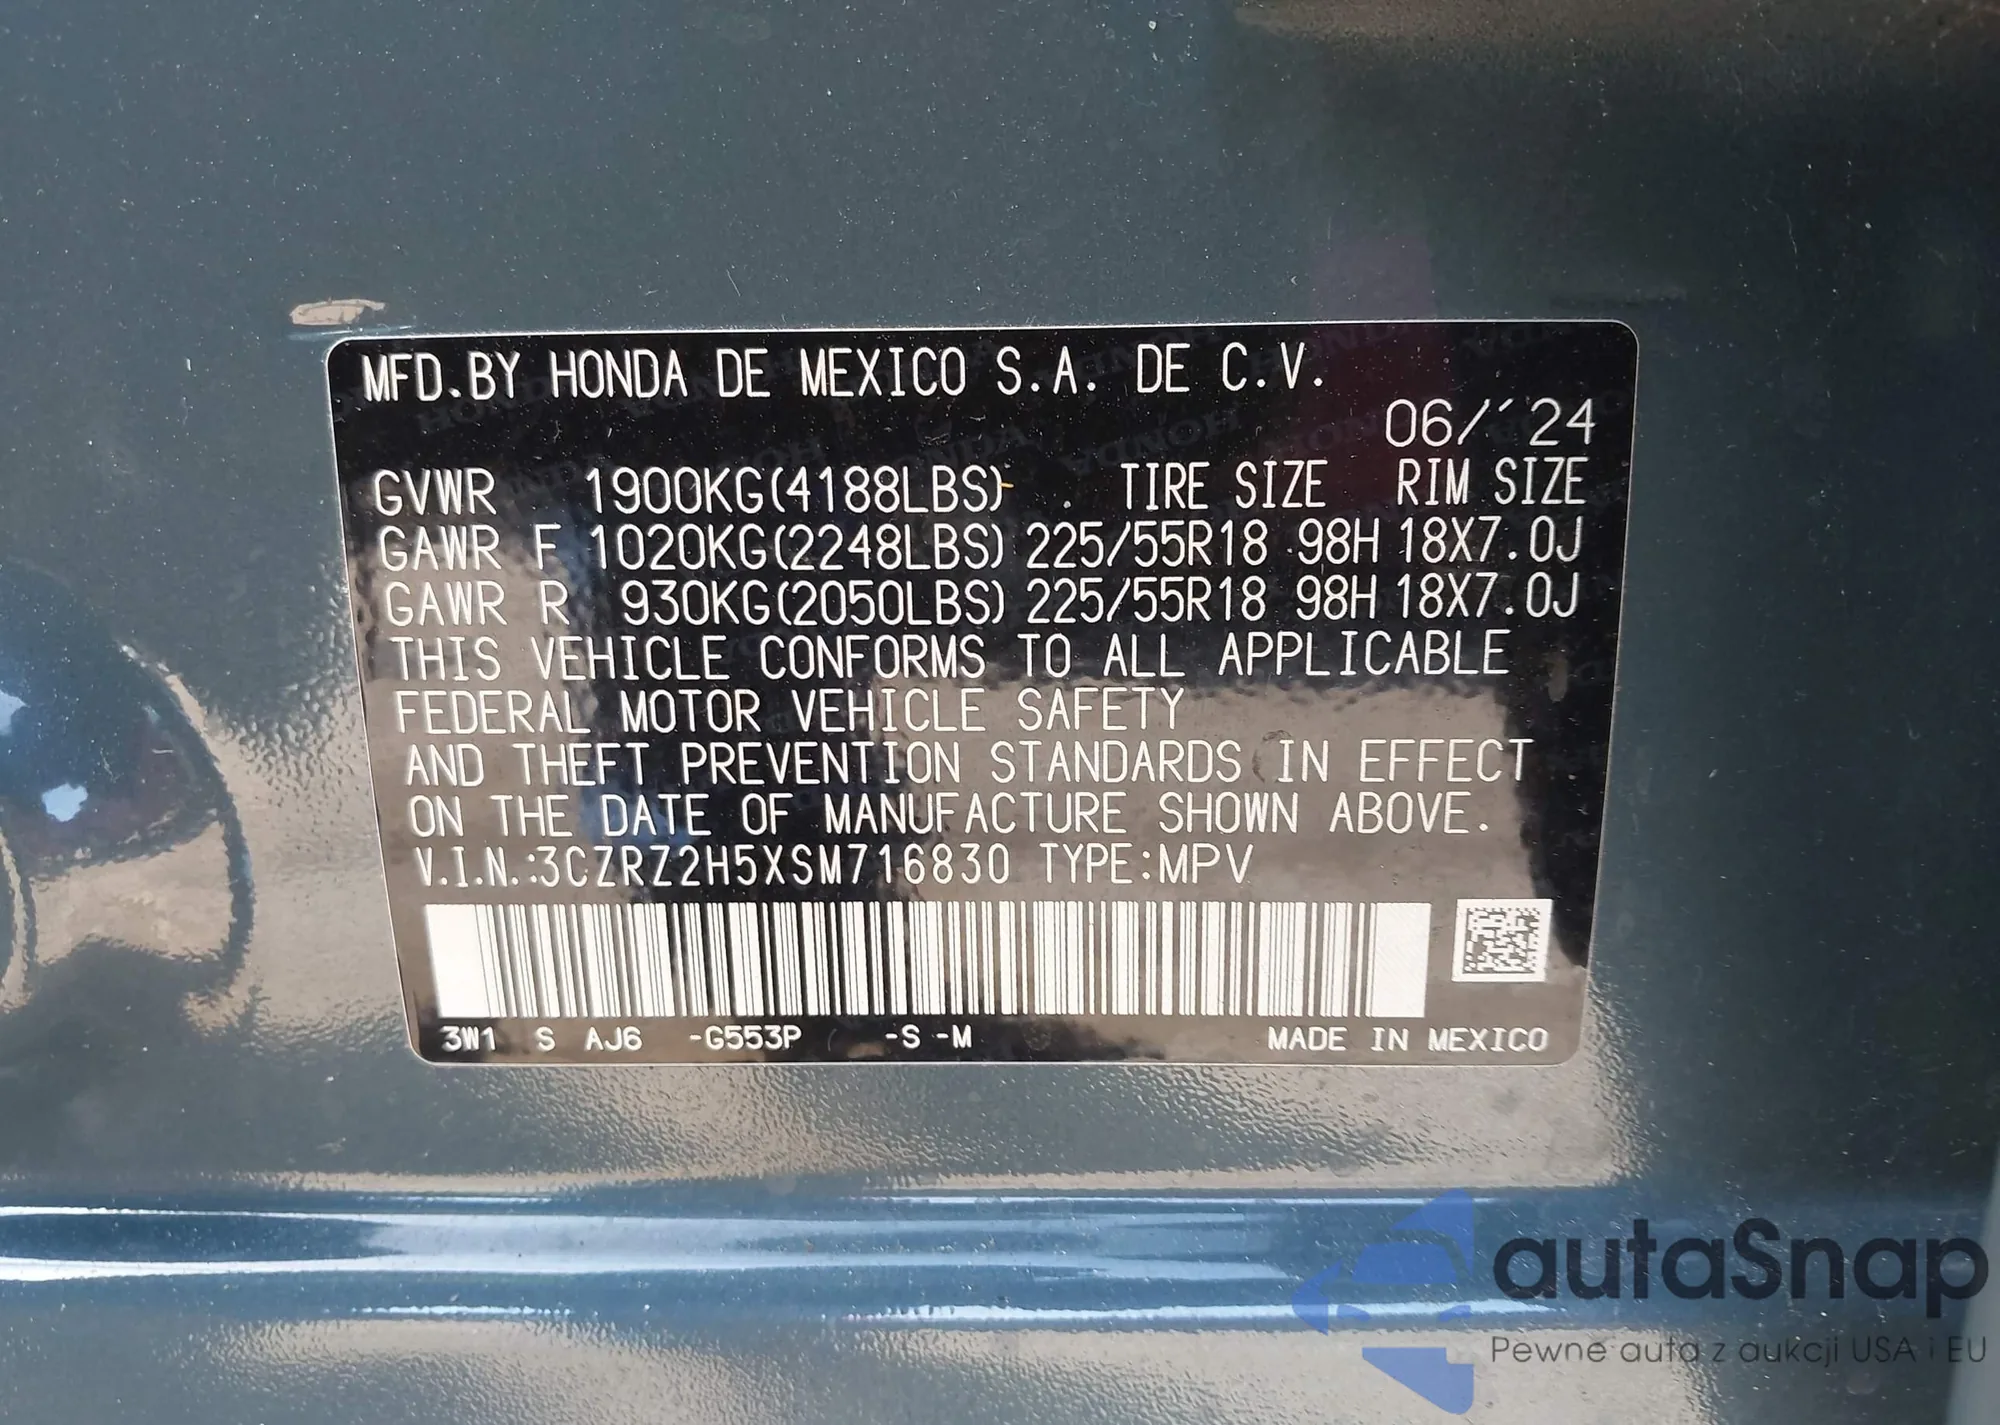 MFD.BY HONDA DE MEXICO S.A. DE C.V.
06/´24
GVWR 1900KG(4188LBS) TIRE SIZE RIM SIZE
GAWR F 1020KG(2248LBS) 225/55R18 98H 18X7.0J
GAWR R 930KG(2050LBS) 225/55R18 98H 18X7.0J
THIS VEHICLE CONFORMS TO ALL APPLICABLE
FEDERAL MOTOR VEHICLE SAFETY
AND THEFT PREVENTION STANDARDS IN EFFECT
ON THE DATE OF MANUFACTURE SHOWN ABOVE.
V.I.N.:3CZRZ2H5XSM716830 TYPE:MPV
3W1 S AJ6 -G553P -S -M MADE IN MEXICO
autaSnap
Pewne auta z aukcji USA i EU